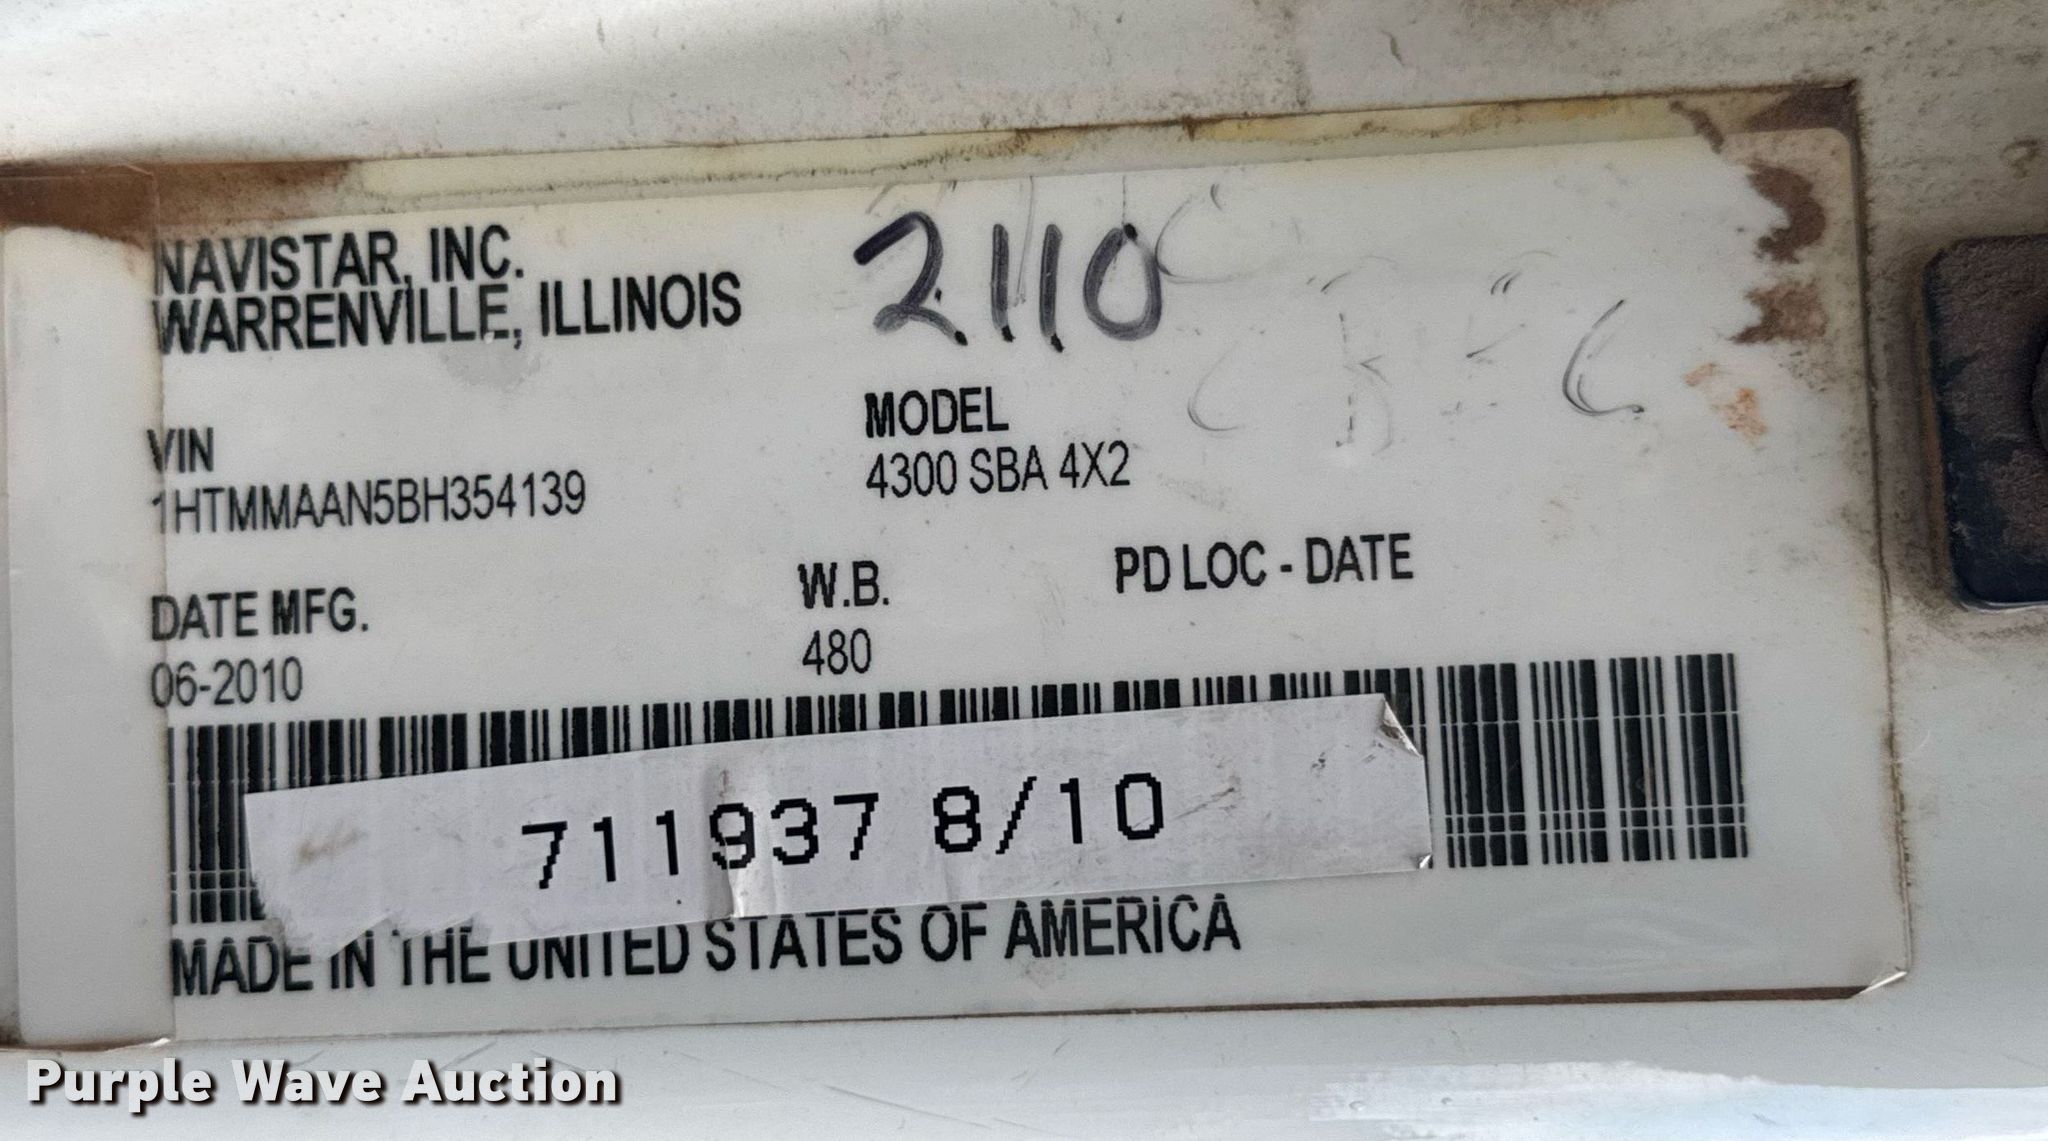 NAVISTAR, INC.
WARRENVILLE, ILLINOIS
2110
VIN
1HTMMAAN5BH354139
MODEL
4300 SBA 4X2
DATE MFG.
06-2010
W.B.
480
PD LOC - DATE
711937 8/10
MADE IN THE UNITED STATES OF AMERICA
Purple Wave Auction